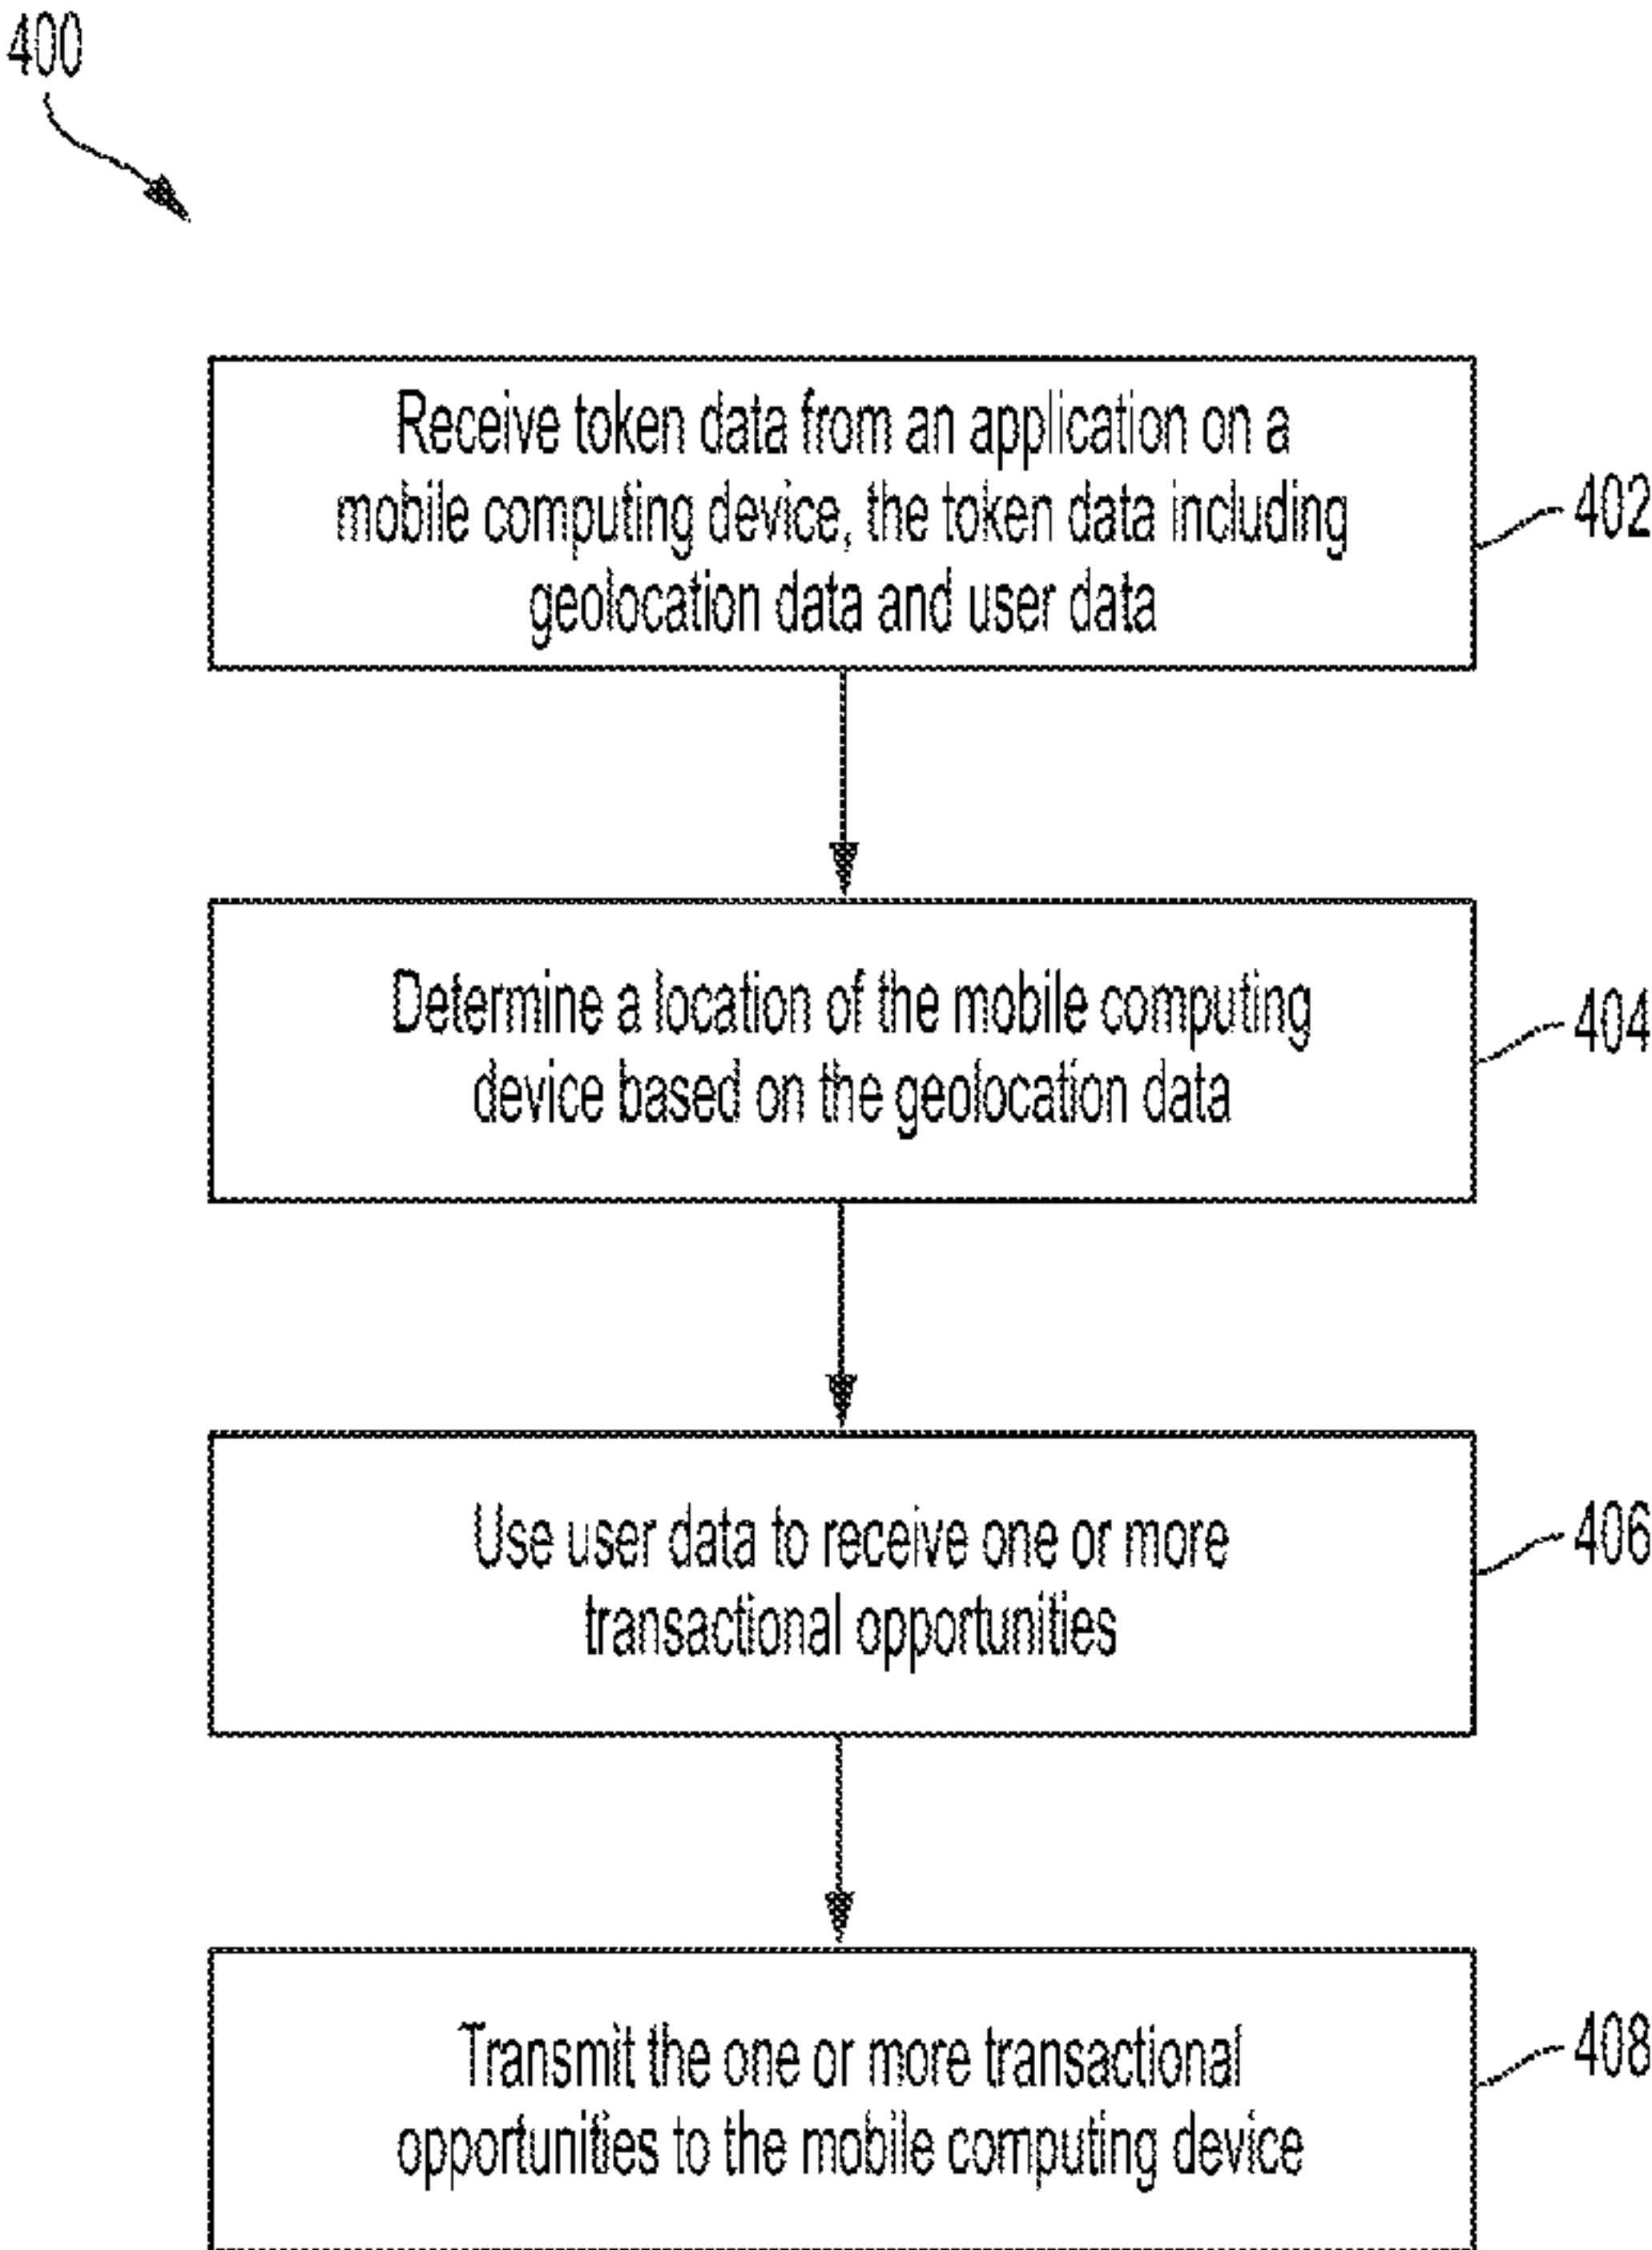 400
Receive token data from an application on a
mobile computing device, the token data including
geolocation data and user data
402
Determine a location of the mobile computing
device based on the geolocation data
404
Use user data to receive one or more
transactional opportunities
406
Transmit the one or more transactional
opportunities to the mobile computing device
408